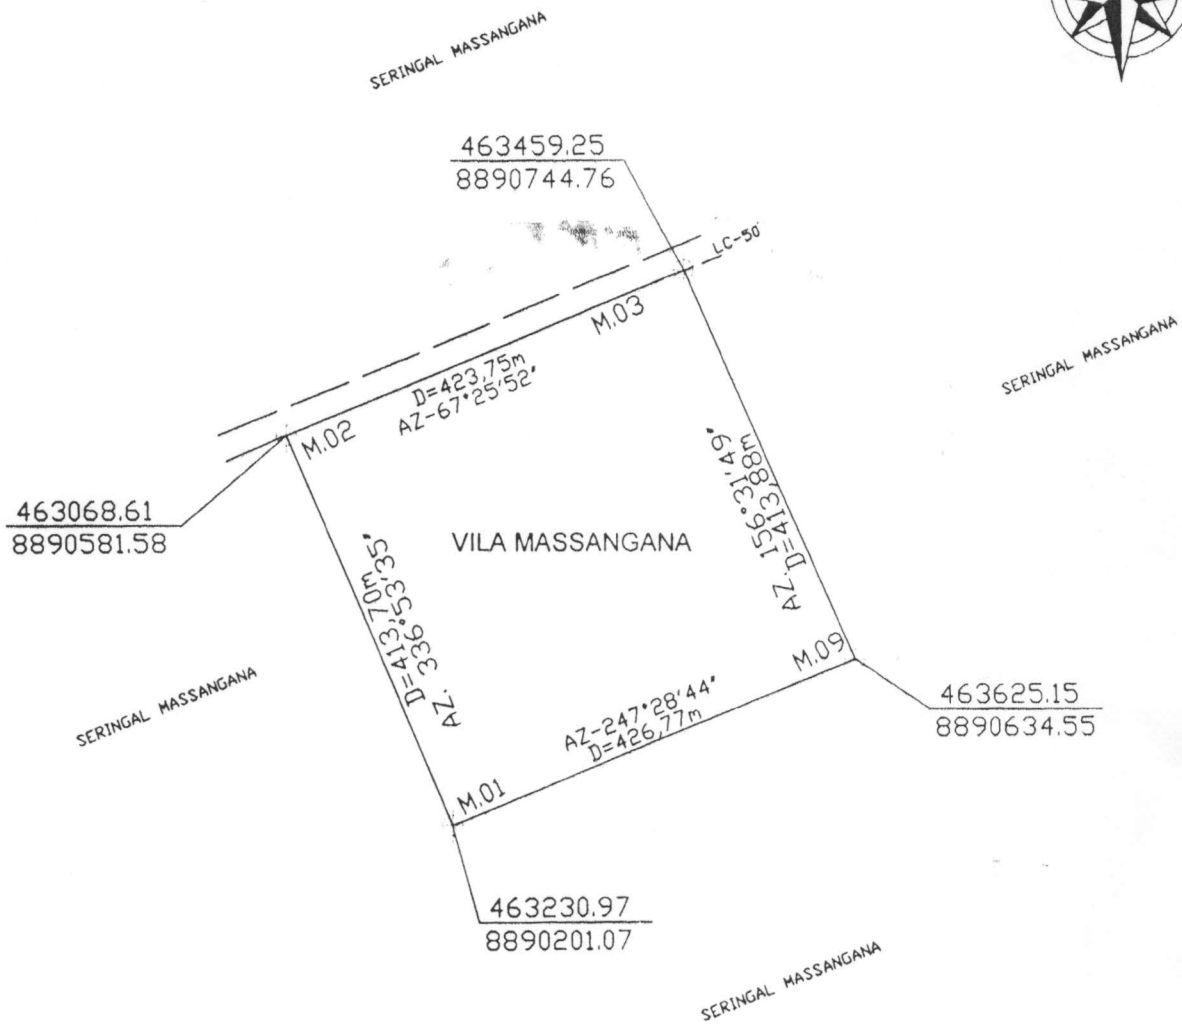 SERINGAL MASSANGANA
463459.25
8890744.76
LC-50
M.03
D=423,75m
AZ-67°25'52"
SERINGAL MASSANGANA
M.02
463068.61
8890581.58
VILA MASSANGANA
AZ. 156°31'49"
D=413,88m
D=413,70m
AZ. 336°53'35"
M.09
463625.15
8890634.55
SERINGAL MASSANGANA
AZ-247°28'44"
D=426,77m
M.01
463230.97
8890201.07
SERINGAL MASSANGANA